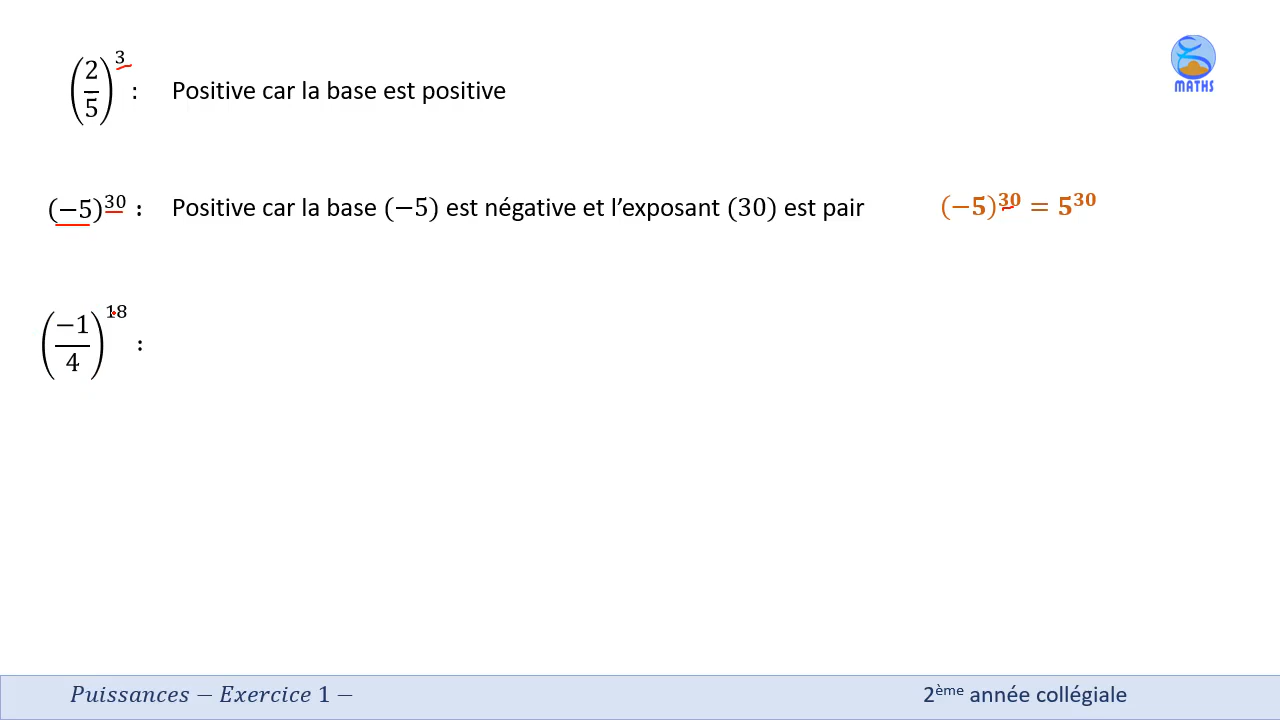 MATHS
(2/5)³ : Positive car la base est positive
(−5)³⁰ : Positive car la base (−5) est négative et l’exposant (30) est pair (−5)³⁰ = 5³⁰
(−1/4)¹⁸ :
Puissances − Exercice 1 − 2ème année collégiale